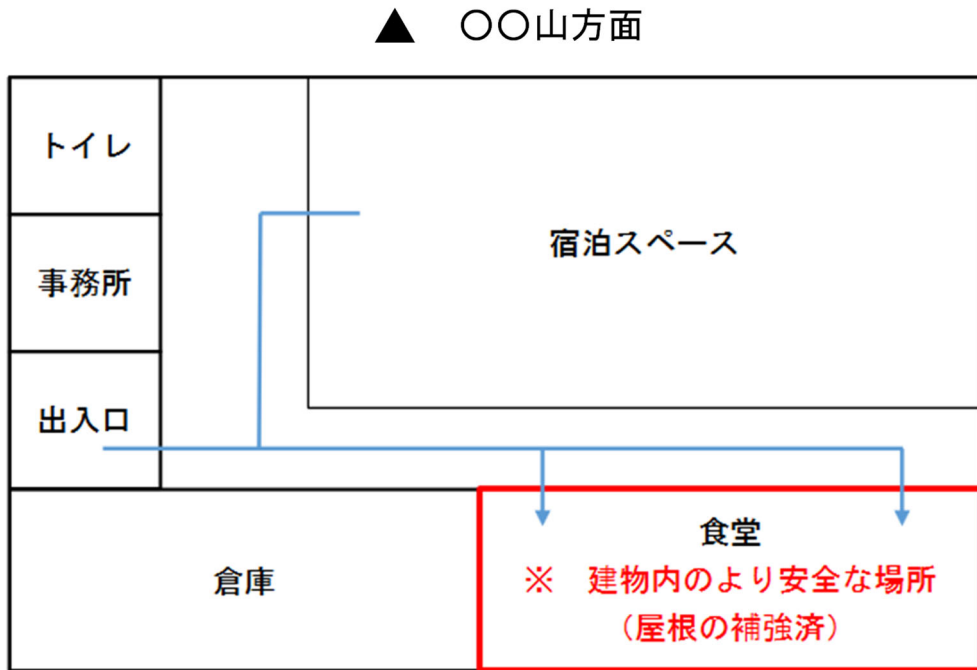 ▲ 〇〇山方面
トイレ
宿泊スペース
事務所
出入口
食堂
※ 建物内のより安全な場所
(屋根の補強済)
倉庫